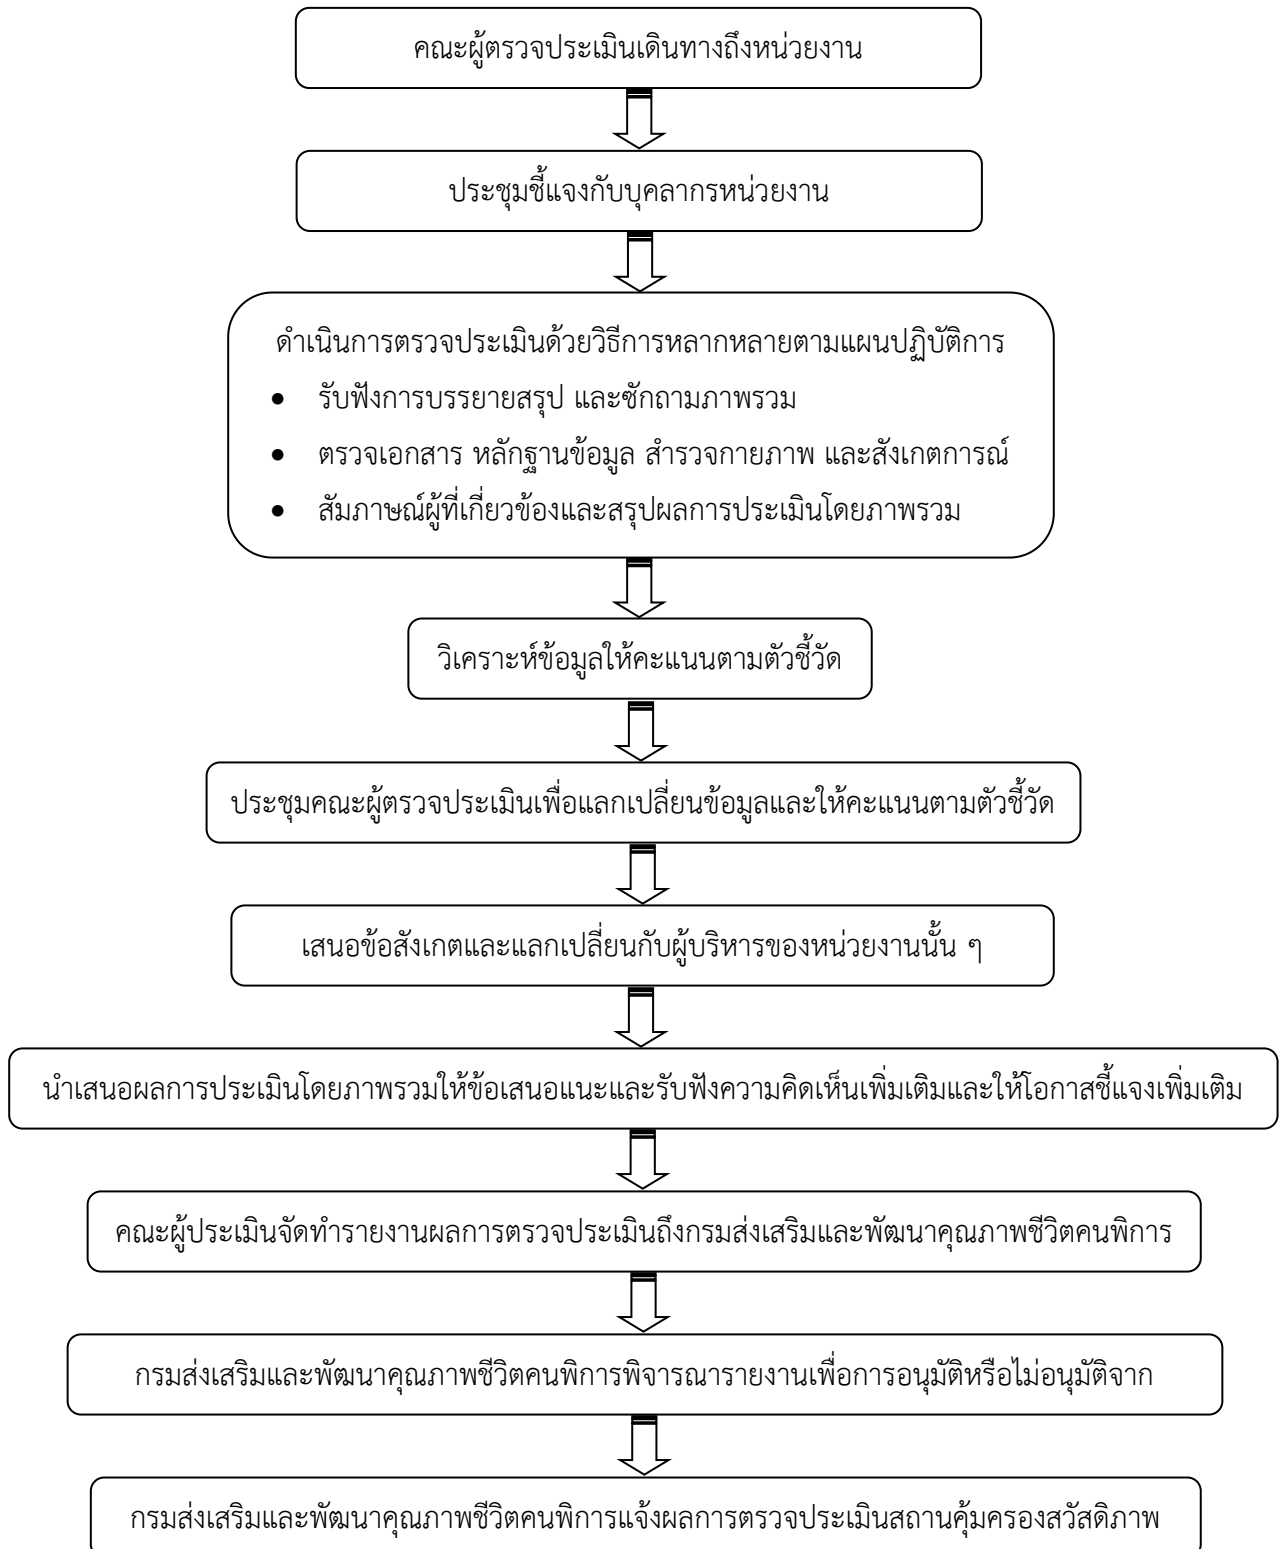 คณะผู้ตรวจประเมินเดินทางถึงหน่วยงาน
ประชุมชี้แจงกับบุคลากรหน่วยงาน
ดำเนินการตรวจประเมินด้วยวิธีการหลากหลายตามแผนปฏิบัติการ
• รับฟังการบรรยายสรุป และซักถามภาพรวม
• ตรวจเอกสาร หลักฐานข้อมูล สำรวจกายภาพ และสังเกตการณ์
• สัมภาษณ์ผู้ที่เกี่ยวข้องและสรุปผลการประเมินโดยภาพรวม
วิเคราะห์ข้อมูลให้คะแนนตามตัวชี้วัด
ประชุมคณะผู้ตรวจประเมินเพื่อแลกเปลี่ยนข้อมูลและให้คะแนนตามตัวชี้วัด
เสนอข้อสังเกตและแลกเปลี่ยนกับผู้บริหารของหน่วยงานนั้น ๆ
นำเสนอผลการประเมินโดยภาพรวมให้ข้อเสนอแนะและรับฟังความคิดเห็นเพิ่มเติมและให้โอกาสชี้แจงเพิ่มเติม
คณะผู้ประเมินจัดทำรายงานผลการตรวจประเมินถึงกรมส่งเสริมและพัฒนาคุณภาพชีวิตคนพิการ
กรมส่งเสริมและพัฒนาคุณภาพชีวิตคนพิการพิจารณารายงานเพื่อการอนุมัติหรือไม่อนุมัติจาก
กรมส่งเสริมและพัฒนาคุณภาพชีวิตคนพิการแจ้งผลการตรวจประเมินสถานคุ้มครองสวัสดิภาพ